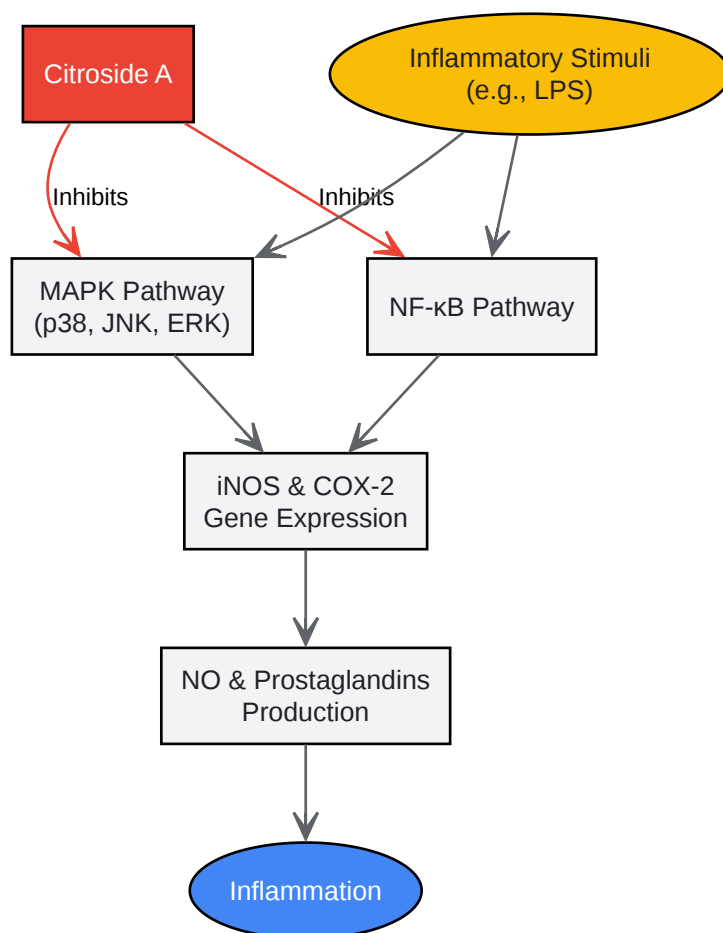 Citroside A
Inflammatory Stimuli
(e.g., LPS)
Inhibits
Inhibits
MAPK Pathway
(p38, JNK, ERK)
NF-κB Pathway
iNOS & COX-2
Gene Expression
NO & Prostaglandins
Production
Inflammation